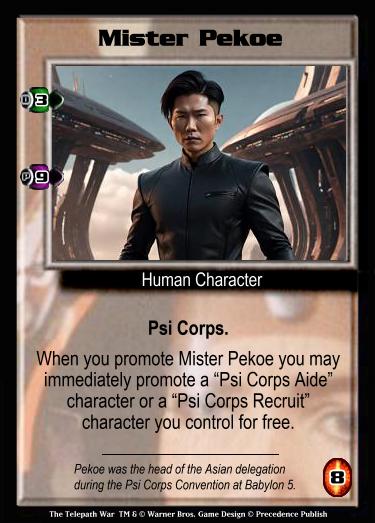 Mister Pekoe
D 3
P 9
Human Character
Psi Corps.
When you promote Mister Pekoe you may
immediately promote a “Psi Corps Aide”
character or a “Psi Corps Recruit”
character you control for free.
Pekoe was the head of the Asian delegation
during the Psi Corps Convention at Babylon 5.
8
The Telepath War TM & © Warner Bros. Game Design © Precedence Publish